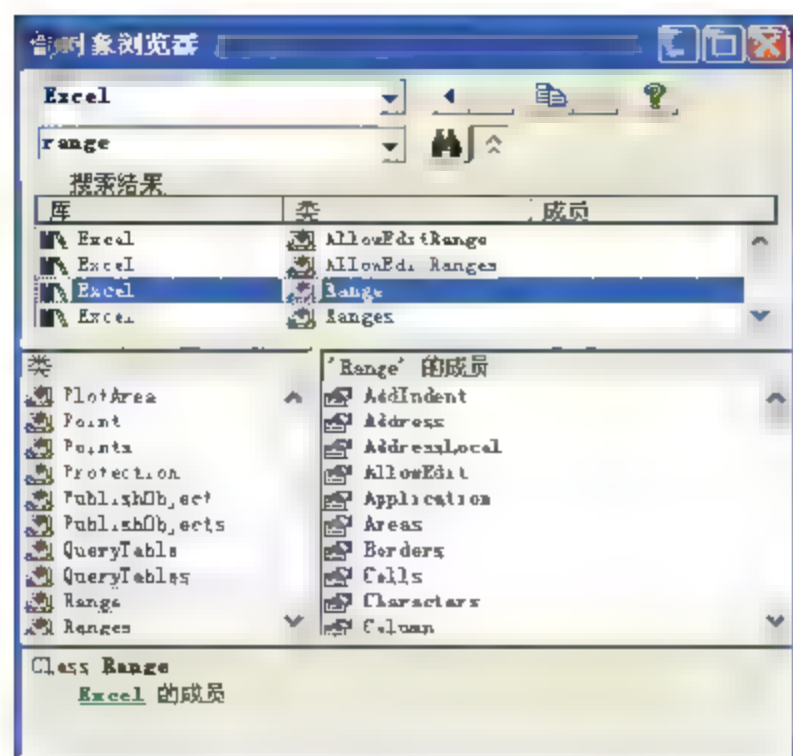 对象浏览器
Excel
range
搜索结果
库 类 成员
Excel AllowEditRange
Excel AllowEdi Ranges
Excel Range
Excel Ranges
类
PlotArea
Point
Points
Protection
PublishObject
PublishObjects
QueryTable
QueryTables
Range
Ranges
'Range' 的成员
AddIndent
Address
AddressLocal
AllowEdit
Application
Areas
Borders
Cells
Characters
Column
Class Range
Excel 的成员